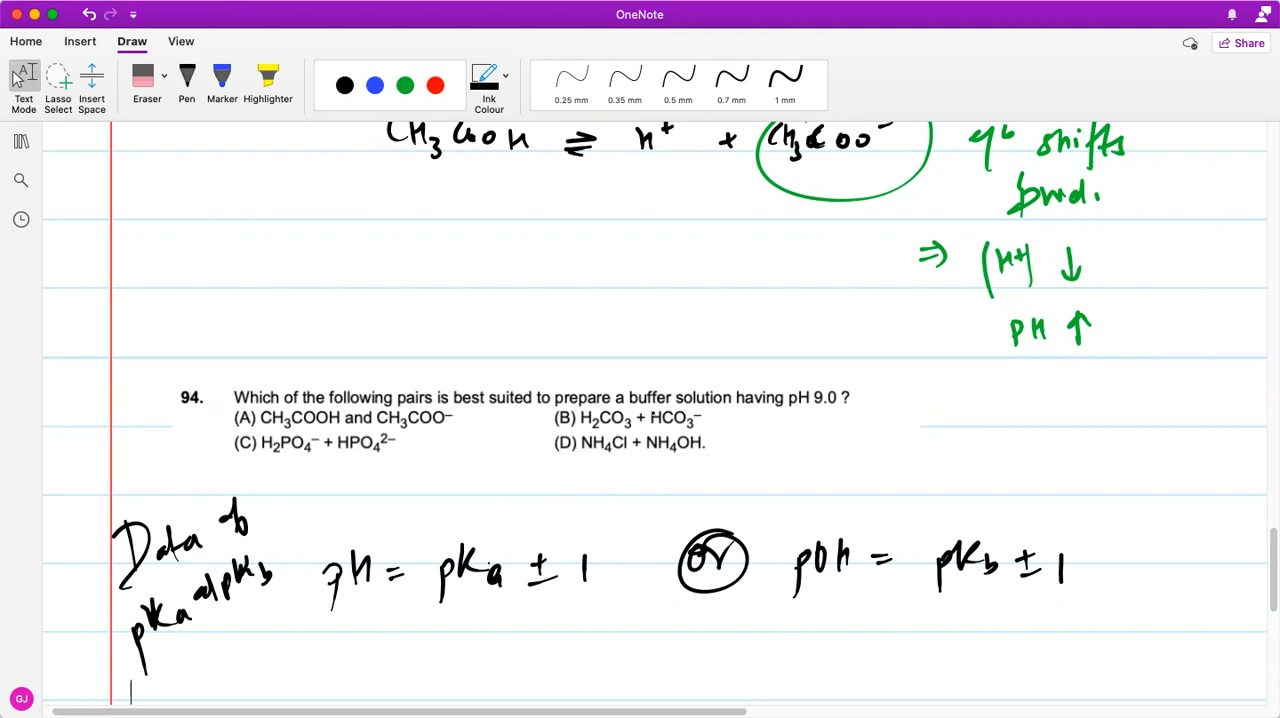 OneNote
Home Insert Draw View
Share
Text Mode
Lasso Select
Insert Space
Eraser
Pen
Marker
Highlighter
Ink Colour
0.25 mm
0.35 mm
0.5 mm
0.7 mm
1 mm
CH₃COOH ⇌ H⁺ + CH₃COO⁻
shifts
⇒ [H+] ↓
pH ↑
94. Which of the following pairs is best suited to prepare a buffer solution having pH 9.0 ?
(A) CH₃COOH and CH₃COO⁻ (B) H₂CO₃ + HCO₃⁻
(C) H₂PO₄⁻ + HPO₄²⁻ (D) NH₄Cl + NH₄OH.
Data
pKa pKb
pH = pKa ± 1 or pOH = pKb ± 1
GJ